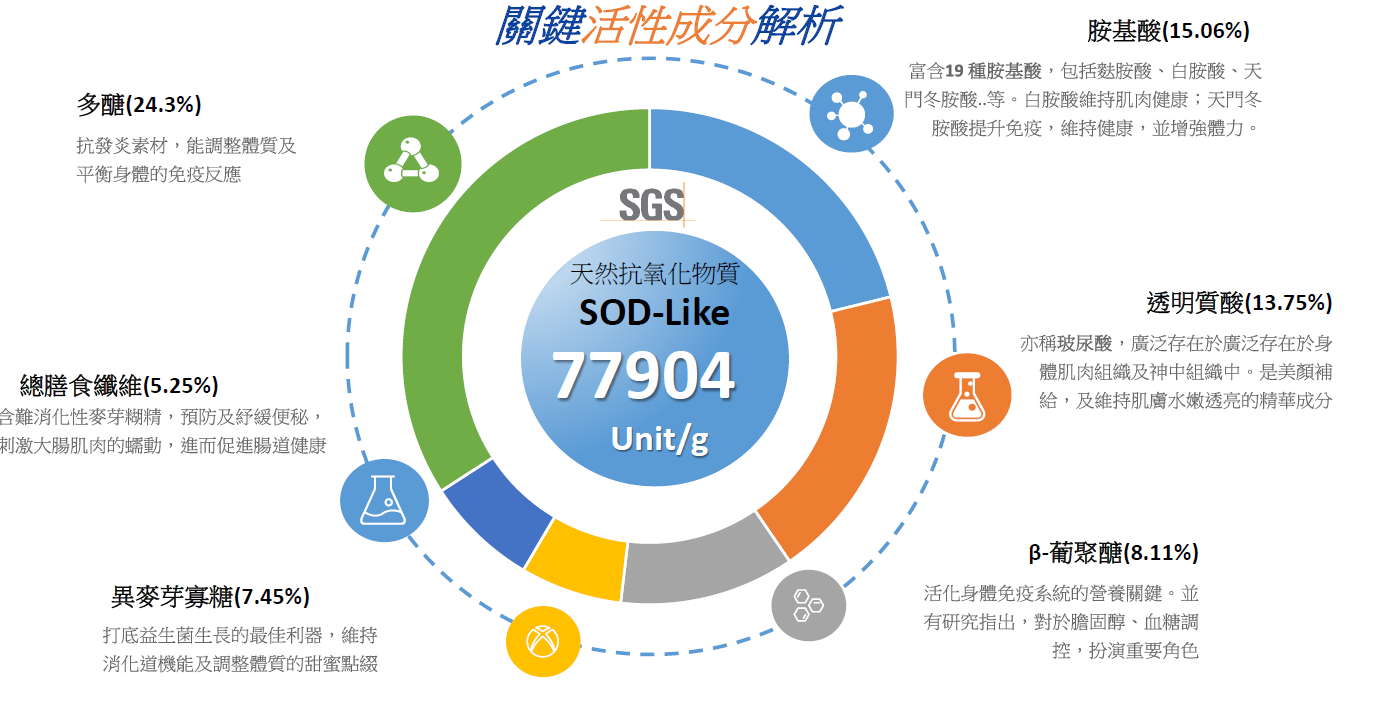 關鍵活性成分解析
胺基酸(15.06%)
富含19 種胺基酸，包括麩胺酸、白胺酸、天
門冬胺酸..等。白胺酸維持肌肉健康；天門冬
胺酸提升免疫，維持健康，並增強體力。
多醣(24.3%)
抗發炎素材，能調整體質及
平衡身體的免疫反應
SGS
天然抗氧化物質
SOD-Like
77904
Unit/g
透明質酸(13.75%)
亦稱玻尿酸，廣泛存在於廣泛存在於身
體肌肉組織及神中組織中。是美顏補
給，及維持肌膚水嫩透亮的精華成分
總膳食纖維(5.25%)
含難消化性麥芽糊精，預防及紓緩便秘，
刺激大腸肌肉的蠕動，進而促進腸道健康
β-葡聚醣(8.11%)
活化身體免疫系統的營養關鍵。並
有研究指出，對於膽固醇、血糖調
控，扮演重要角色
異麥芽寡糖(7.45%)
打底益生菌生長的最佳利器，維持
消化道機能及調整體質的甜蜜點綴